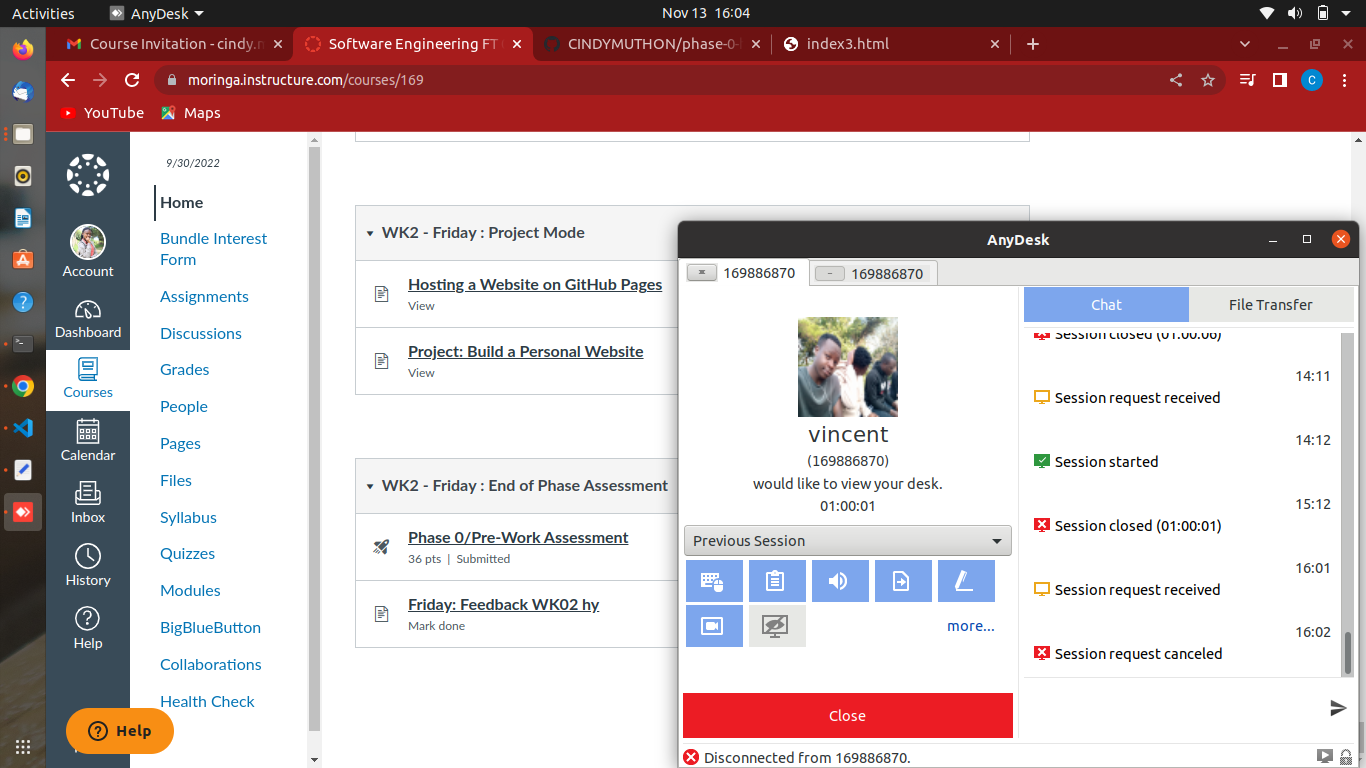 Activities
AnyDesk
Nov 13 16:04
Course Invitation - cindy.n
Software Engineering FT
CINDYMUTHON/phase-0-
index3.html
moringa.instructure.com/courses/169
C
YouTube
Maps
9/30/2022
Home
Bundle Interest
Form
Assignments
Discussions
Grades
People
Pages
Files
Syllabus
Quizzes
Modules
BigBlueButton
Collaborations
Health Check
Account
Dashboard
Courses
Calendar
Inbox
History
Help
Help
WK2 - Friday : Project Mode
Hosting a Website on GitHub Pages
View
Project: Build a Personal Website
View
WK2 - Friday : End of Phase Assessment
Phase 0/Pre-Work Assessment
36 pts | Submitted
Friday: Feedback WK02 hy
Mark done
AnyDesk
169886870
169886870
vincent
(169886870)
would like to view your desk.
01:00:01
Previous Session
more...
Close
Disconnected from 169886870.
Chat
File Transfer
Session closed (01:00:06)
14:11
Session request received
14:12
Session started
15:12
Session closed (01:00:01)
16:01
Session request received
16:02
Session request canceled